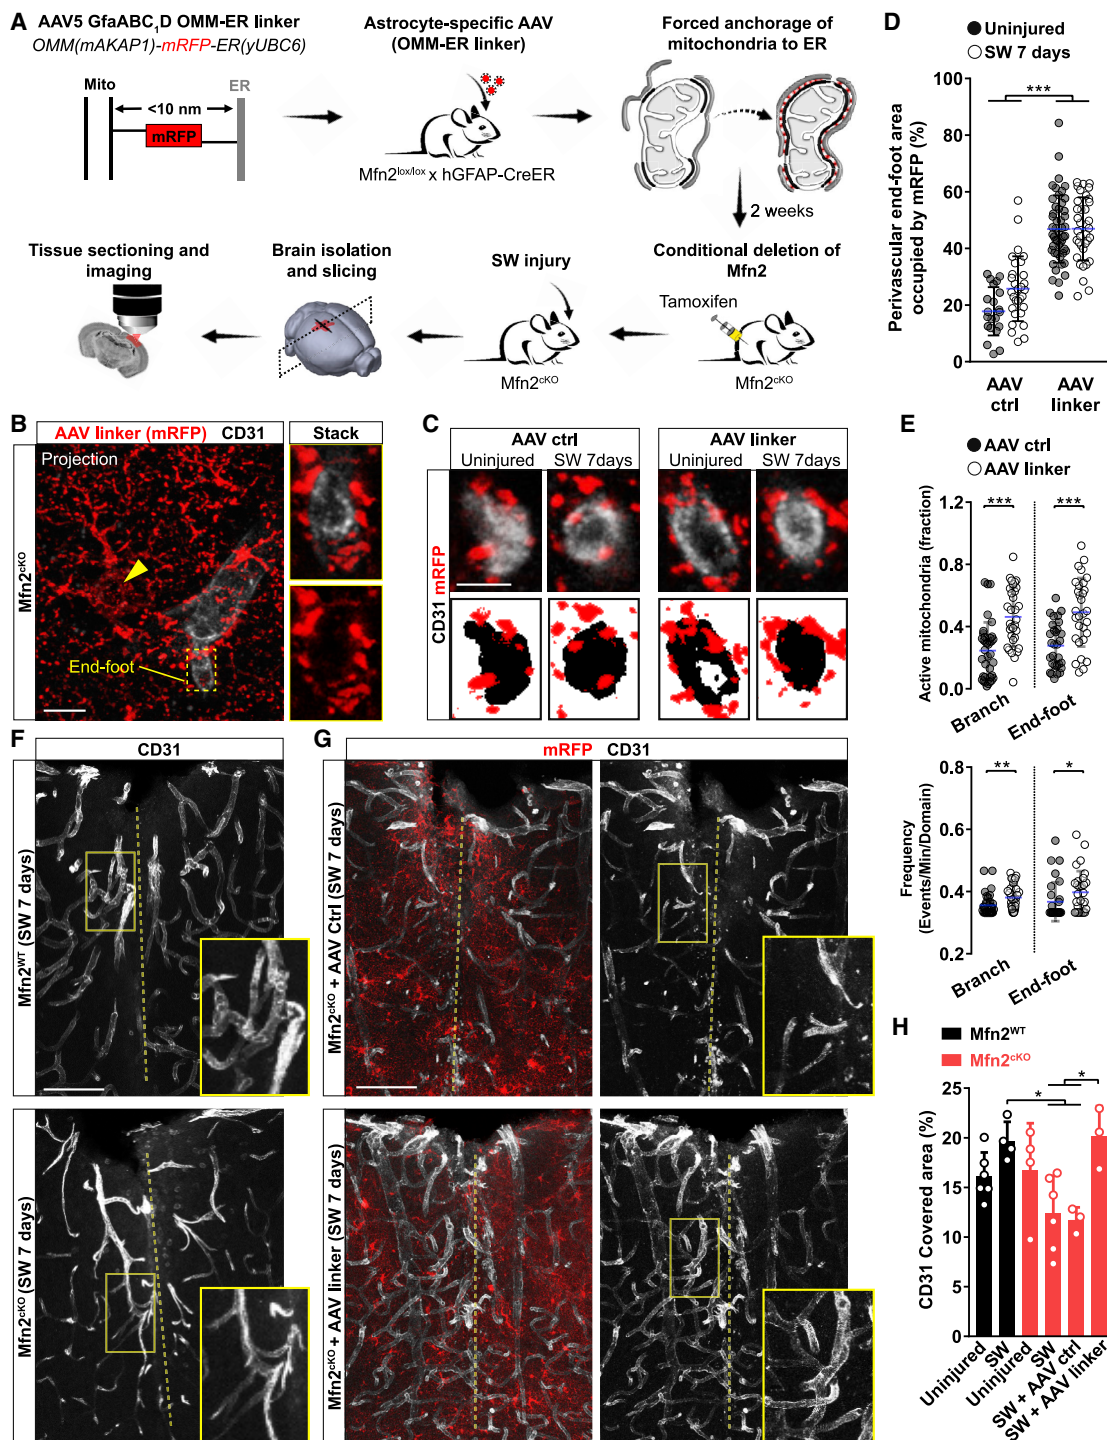 A
AAV5 GfaABC1D OMM-ER linker
OMM(mAKAP1)-mRFP-ER(yUBC6)
Mito
<10 nm
ER
mRFP
Astrocyte-specific AAV
(OMM-ER linker)
Mfn2lox/lox x hGFAP-CreER
Forced anchorage of
mitochondria to ER
2 weeks
Conditional deletion of
Mfn2
Tamoxifen
Mfn2cKO
SW injury
Mfn2cKO
Brain isolation
and slicing
Tissue sectioning and
imaging
D
Uninjured
SW 7 days
Perivascular end-foot area
occupied by mRFP (%)
***
100
80
60
40
20
0
AAV
ctrl
AAV
linker
B
AAV linker (mRFP) CD31
Stack
Projection
Mfn2cKO
End-foot
C
AAV ctrl
AAV linker
Uninjured
SW 7days
Uninjured
SW 7days
CD31 mRFP
E
AAV ctrl
AAV linker
Active mitochondria (fraction)
1.2
0.8
0.4
0.0
***
***
Branch
End-foot
Frequency
(Events/Min/Domain)
0.8
0.6
0.4
0.2
**
*
Branch
End-foot
F
CD31
Mfn2WT (SW 7 days)
Mfn2cKO (SW 7 days)
G
mRFP CD31
Mfn2cKO + AAV Ctrl (SW 7 days)
Mfn2cKO + AAV linker (SW 7 days)
H
Mfn2WT
Mfn2cKO
CD31 Covered area (%)
25
20
15
10
5
0
*
*
Uninjured
SW
Uninjured
SW
SW + AAV ctrl
SW + AAV linker